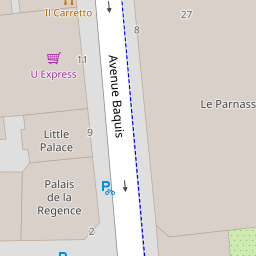 Il Carretto
27
8
11
U Express
Avenue Baquis
Le Parnass
Little
Palace
9
Palais
de la
Regence
P
2
P